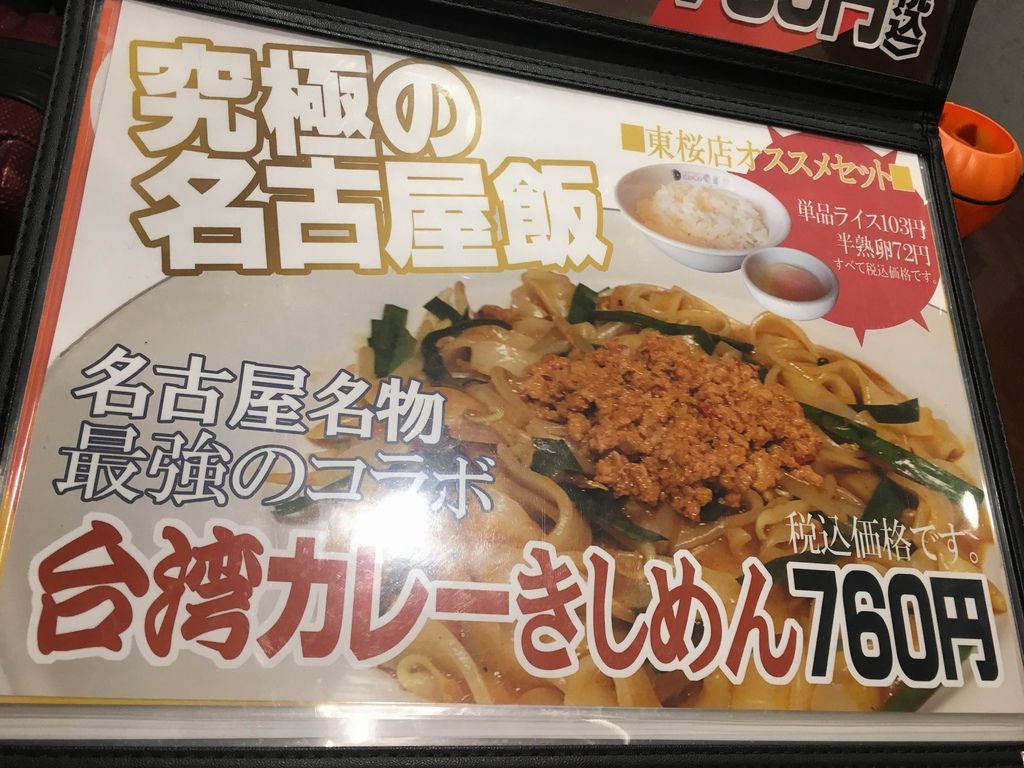 究極の
名古屋飯
■東桜店オススメセット■
単品ライス103円
半熟卵72円
すべて税込価格です。
名古屋名物
最強のコラボ
税込価格です。
台湾カレーきしめん760円